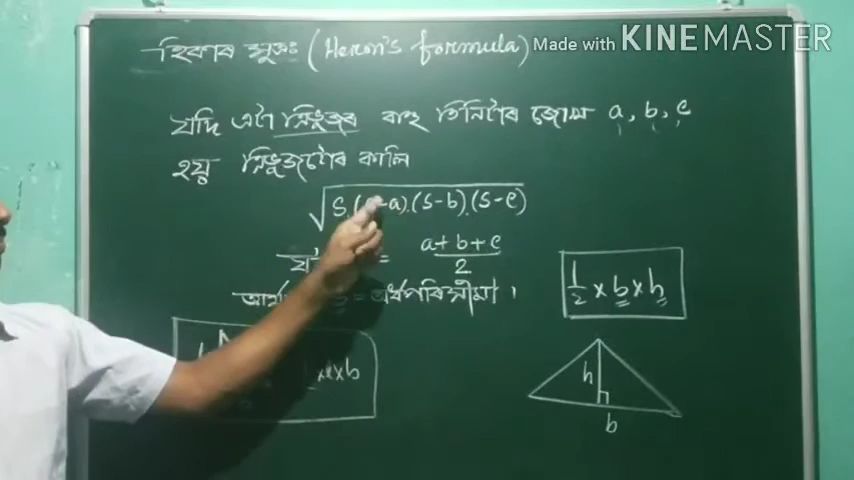 হিৰণৰ সূত্ৰঃ (Heron's formula)
Made with KINEMASTER
যদি এটা ত্ৰিভুজৰ বাহু তিনিটাৰ জোখ a, b, c
হয় ত্ৰিভুজটোৰ কালি
√S.(s-a).(s-b).(s-c)
= a+b+c / 2
½ × b × h
= অৰ্ধপৰিসীমা ।
×b
h
b